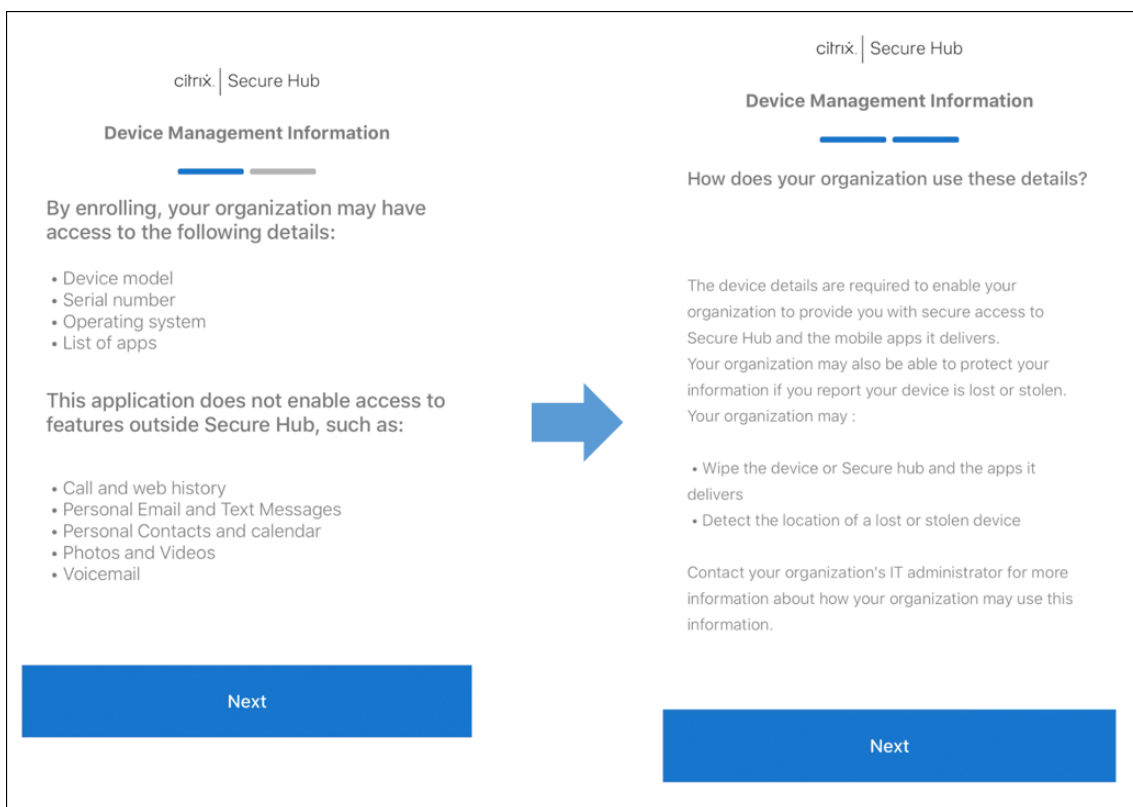 citrix. | Secure Hub
Device Management Information
By enrolling, your organization may have
access to the following details:
• Device model
• Serial number
• Operating system
• List of apps
This application does not enable access to
features outside Secure Hub, such as:
• Call and web history
• Personal Email and Text Messages
• Personal Contacts and calendar
• Photos and Videos
• Voicemail
Next
citrix. | Secure Hub
Device Management Information
How does your organization use these details?
The device details are required to enable your
organization to provide you with secure access to
Secure Hub and the mobile apps it delivers.
Your organization may also be able to protect your
information if you report your device is lost or stolen.
Your organization may :
• Wipe the device or Secure hub and the apps it
delivers
• Detect the location of a lost or stolen device
Contact your organization's IT administrator for more
information about how your organization may use this
information.
Next